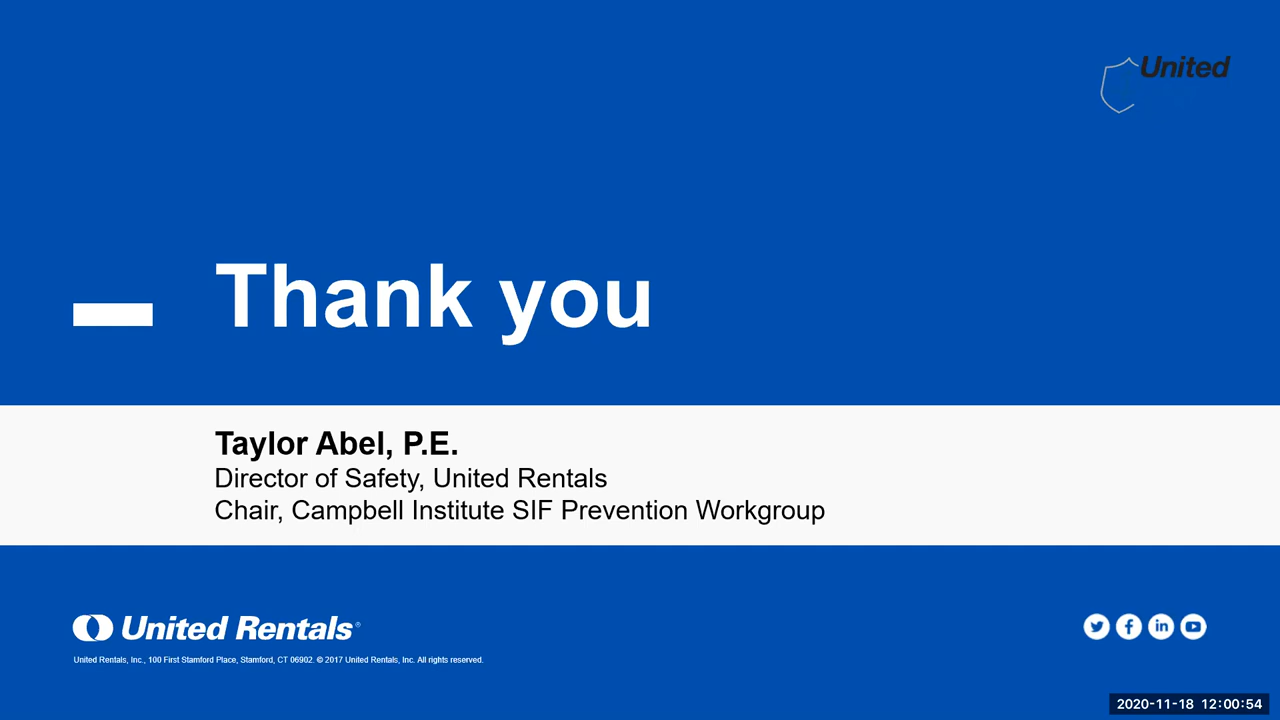 United
Thank you
Taylor Abel, P.E.
Director of Safety, United Rentals
Chair, Campbell Institute SIF Prevention Workgroup
United Rentals®
United Rentals, Inc., 100 First Stamford Place, Stamford, CT 06902. © 2017 United Rentals, Inc. All rights reserved.
2020-11-18 12:00:54